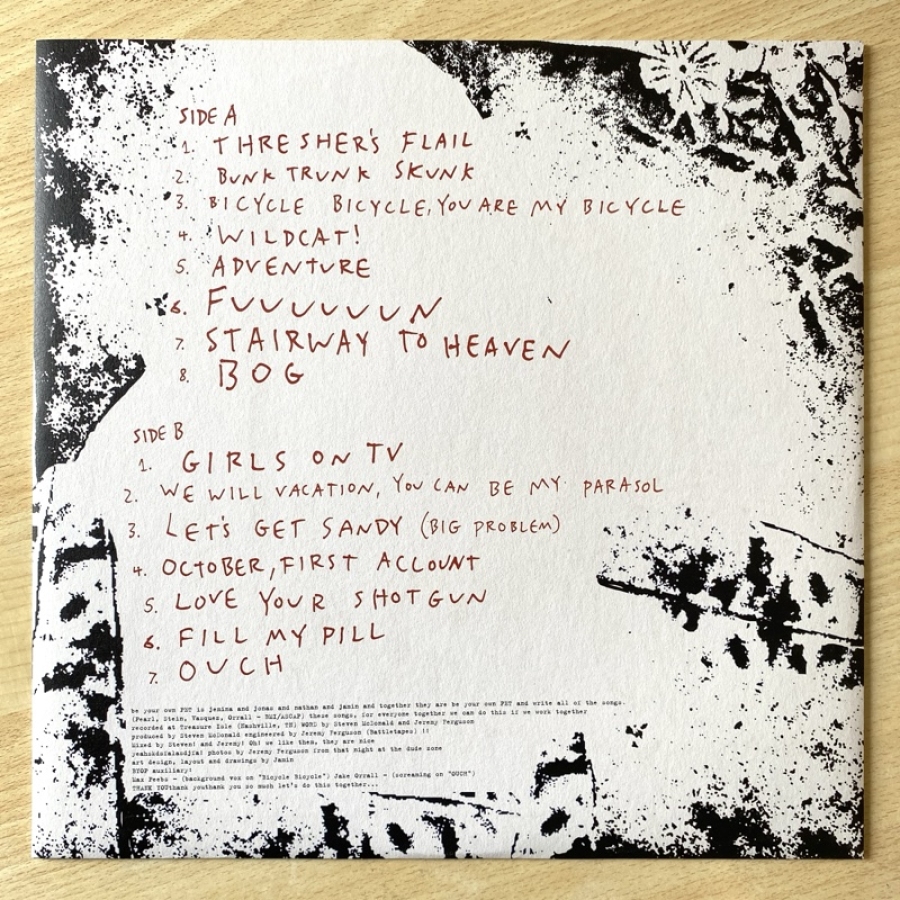 SIDE A
1. THRESHER'S FLAIL
2. BUNK TRUNK SKUNK
3. BICYCLE BICYCLE, YOU ARE MY BICYCLE
4. WILDCAT!
5. ADVENTURE
6. FUUUUUUN
7. STAIRWAY TO HEAVEN
8. BOG
SIDE B
1. GIRLS ON TV
2. WE WILL VACATION, YOU CAN BE MY PARASOL
3. LET'S GET SANDY (BIG PROBLEM)
4. OCTOBER, FIRST ACCOUNT
5. LOVE YOUR SHOTGUN
6. FILL MY PILL
7. OUCH
be your own PET is jemina and jonas and nathan and jamin and together they are be your own PET and write all of the songs.
(Pearl, Stein, Vasquez, Orrall - BMI/ASCAP) these songs, for everyone together we can do this if we work together
recorded at Treasure Isle (Nashville, TN) WORD by Steven McDonald and Jeremy Ferguson
produced by Steven McDonald engineered by Jeremy Ferguson (Battletapes) !!
mixed by Steven! and Jeremy! Oh! we like them, they are nice
photos by Jeremy Ferguson from that night at the dude zone
art design, layout and drawings by Jamin
BYOP auxiliary:
Max Peebs - (background vox on "Bicycle Bicycle") Jake Orrall - (screaming on "OUCH")
THANK YOUthank youthank you so much let's do this together...